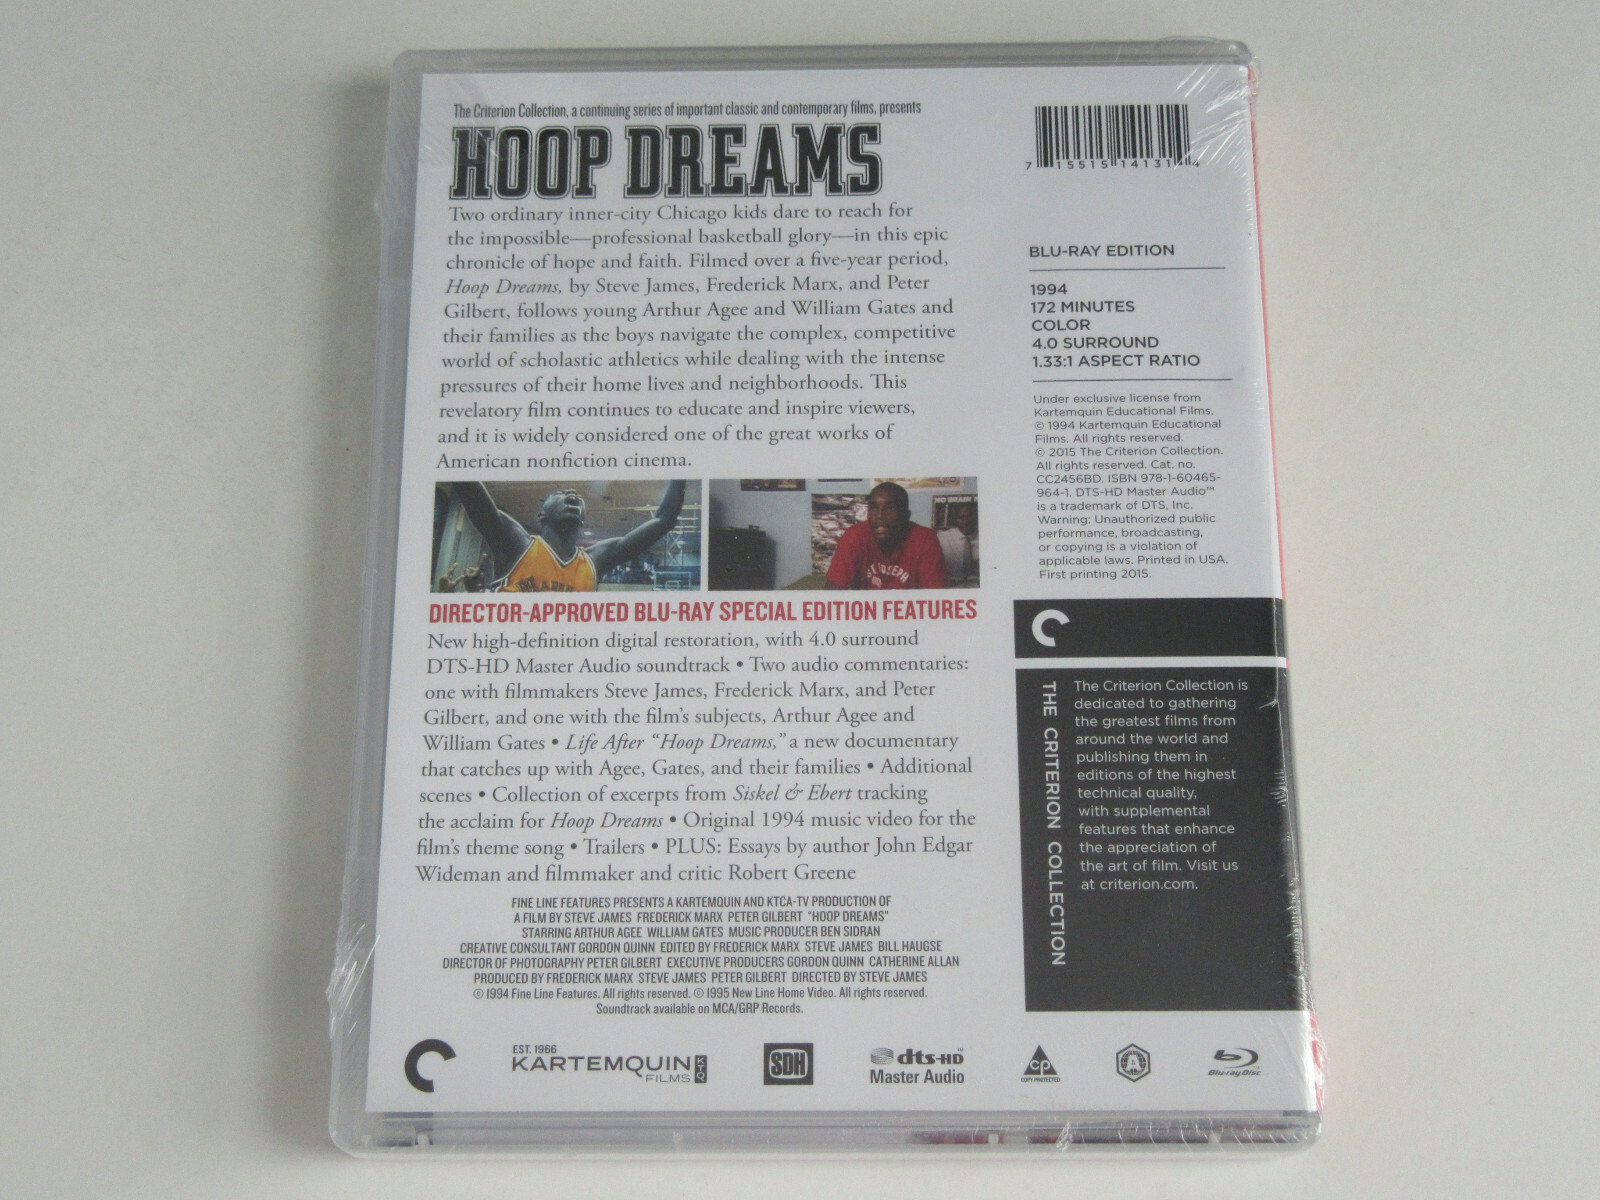 The Criterion Collection, a continuing series of important classic and contemporary films, presents
HOOP DREAMS
Two ordinary inner-city Chicago kids dare to reach for
the impossible—professional basketball glory—in this epic
chronicle of hope and faith. Filmed over a five-year period,
Hoop Dreams, by Steve James, Frederick Marx, and Peter
Gilbert, follows young Arthur Agee and William Gates and
their families as the boys navigate the complex, competitive
world of scholastic athletics while dealing with the intense
pressures of their home lives and neighborhoods. This
revelatory film continues to educate and inspire viewers,
and it is widely considered one of the great works of
American nonfiction cinema.
NO BRAIN
ST JOSEPH
DIRECTOR-APPROVED BLU-RAY SPECIAL EDITION FEATURES
New high-definition digital restoration, with 4.0 surround
DTS-HD Master Audio soundtrack • Two audio commentaries:
one with filmmakers Steve James, Frederick Marx, and Peter
Gilbert, and one with the film's subjects, Arthur Agee and
William Gates • Life After "Hoop Dreams," a new documentary
that catches up with Agee, Gates, and their families • Additional
scenes • Collection of excerpts from Siskel & Ebert tracking
the acclaim for Hoop Dreams • Original 1994 music video for the
film's theme song • Trailers • PLUS: Essays by author John Edgar
Wideman and filmmaker and critic Robert Greene
FINE LINE FEATURES PRESENTS A KARTEMQUIN AND KTCA-TV PRODUCTION OF
A FILM BY STEVE JAMES FREDERICK MARX PETER GILBERT "HOOP DREAMS"
STARRING ARTHUR AGEE WILLIAM GATES MUSIC PRODUCER BEN SIDRAN
CREATIVE CONSULTANT GORDON QUINN EDITED BY FREDERICK MARX STEVE JAMES BILL HAUGSE
DIRECTOR OF PHOTOGRAPHY PETER GILBERT EXECUTIVE PRODUCERS GORDON QUINN CATHERINE ALLAN
PRODUCED BY FREDERICK MARX STEVE JAMES PETER GILBERT DIRECTED BY STEVE JAMES
© 1994 Fine Line Features. All rights reserved. © 1995 New Line Home Video. All rights reserved.
Soundtrack available on MCA/GRP Records.
7 15515 14131 4
BLU-RAY EDITION
1994
172 MINUTES
COLOR
4.0 SURROUND
1.33:1 ASPECT RATIO
Under exclusive license from
Kartemquin Educational Films.
© 1994 Kartemquin Educational
Films. All rights reserved.
© 2015 The Criterion Collection.
All rights reserved. Cat. no.
CC2456BD. ISBN 978-1-60465-
964-1. DTS-HD Master Audio™
is a trademark of DTS, Inc.
Warning: Unauthorized public
performance, broadcasting,
or copying is a violation of
applicable laws. Printed in USA.
First printing 2015.
THE CRITERION COLLECTION
The Criterion Collection is
dedicated to gathering
the greatest films from
around the world and
publishing them in
editions of the highest
technical quality,
with supplemental
features that enhance
the appreciation of
the art of film. Visit us
at criterion.com.
EST. 1966
KARTEMQUIN
FILMS
KTQ
SDH
dts-HD
Master Audio
CP
COPY PROTECTED
A
Blu-ray Disc